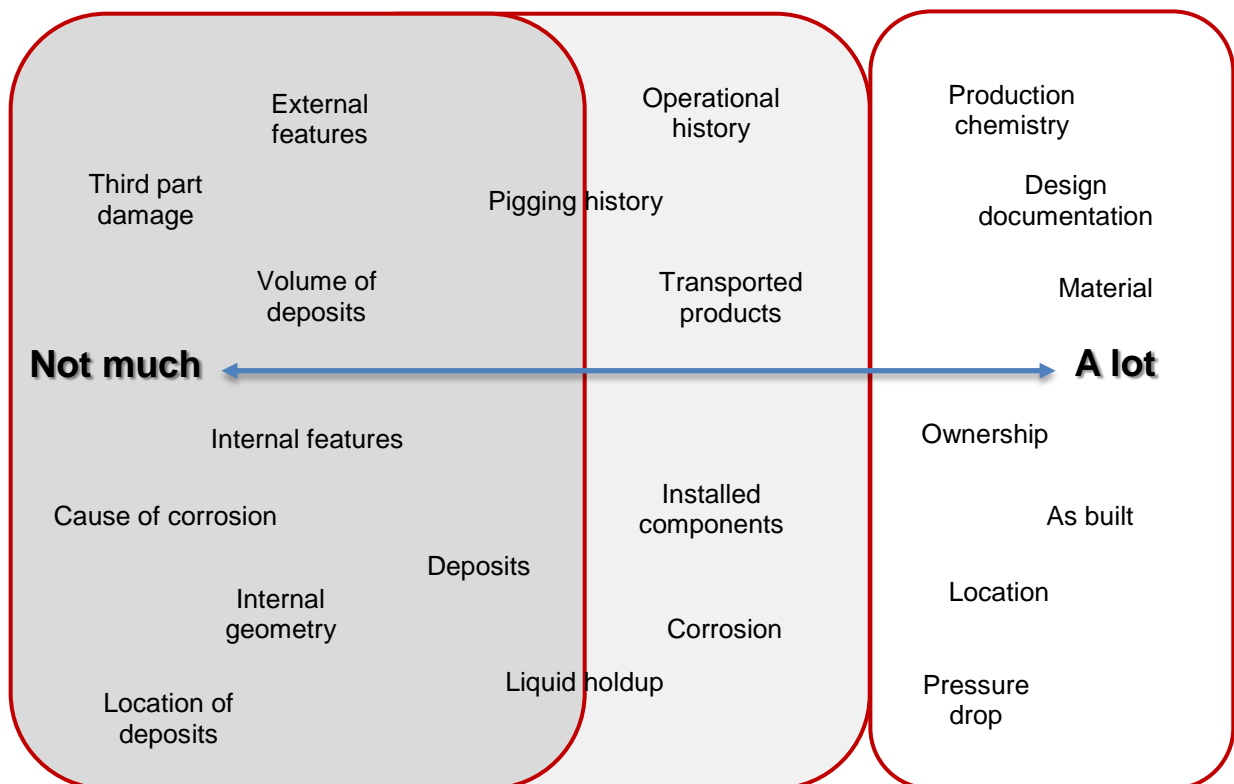 External
features
Operational
history
Production
chemistry
Third part
damage
Pigging history
Design
documentation
Volume of
deposits
Transported
products
Material
Not much
A lot
Internal features
Ownership
Cause of corrosion
Installed
components
As built
Deposits
Internal
geometry
Corrosion
Location
Location of
deposits
Liquid holdup
Pressure
drop